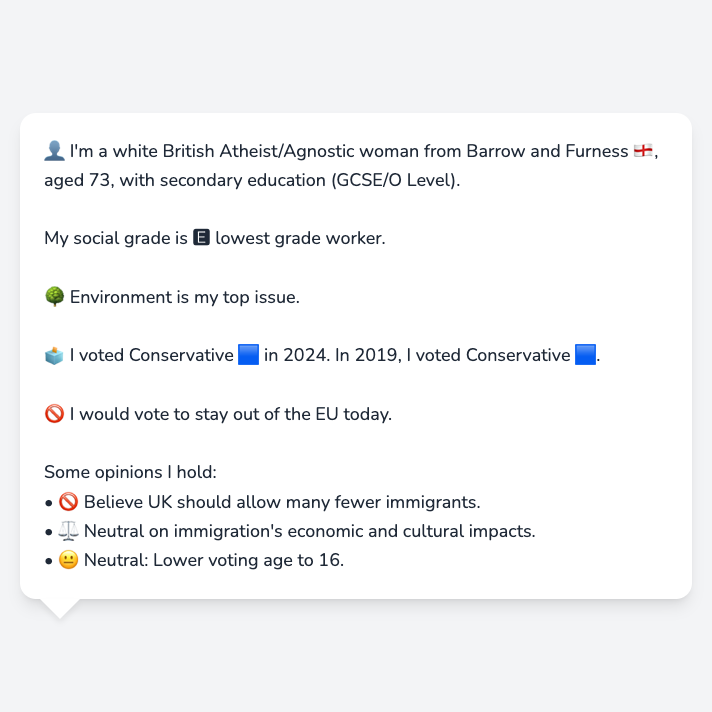 👤 I'm a white British Atheist/Agnostic woman from Barrow and Furness 🏴󠁧󠁢󠁥󠁮󠁧󠁿,
aged 73, with secondary education (GCSE/O Level).
My social grade is 🅴 lowest grade worker.
🌳 Environment is my top issue.
🗳️ I voted Conservative 🟦 in 2024. In 2019, I voted Conservative 🟦.
🚫 I would vote to stay out of the EU today.
Some opinions I hold:
• 🚫 Believe UK should allow many fewer immigrants.
• ⚖️ Neutral on immigration's economic and cultural impacts.
• 😐 Neutral: Lower voting age to 16.